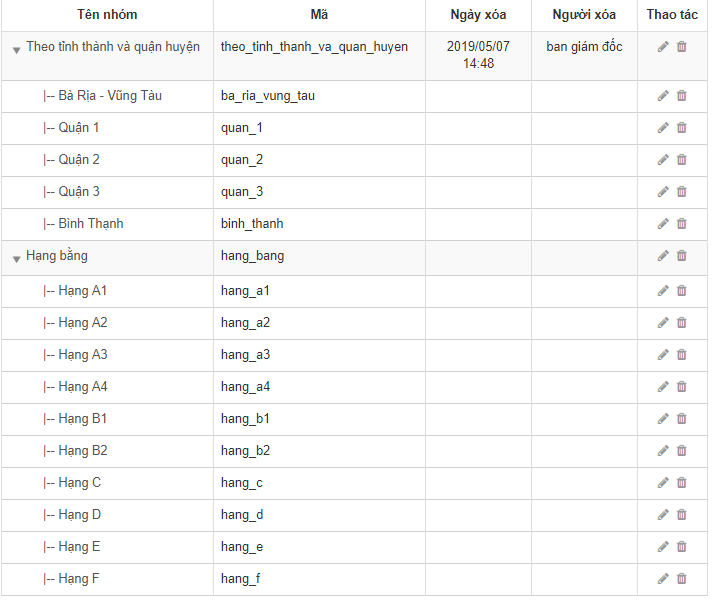 Tên nhóm Mã Ngày xóa Người xóa Thao tác
Theo tỉnh thành và quận huyện theo_tinh_thanh_va_quan_huyen 2019/05/07 ban giám đốc
14:48
|-- Bà Rịa - Vũng Tàu ba_ria_vung_tau
|-- Quận 1 quan_1
|-- Quận 2 quan_2
|-- Quận 3 quan_3
|-- Bình Thạnh binh_thanh
Hạng bằng hang_bang
|-- Hạng A1 hang_a1
|-- Hạng A2 hang_a2
|-- Hạng A3 hang_a3
|-- Hạng A4 hang_a4
|-- Hạng B1 hang_b1
|-- Hạng B2 hang_b2
|-- Hạng C hang_c
|-- Hạng D hang_d
|-- Hạng E hang_e
|-- Hạng F hang_f